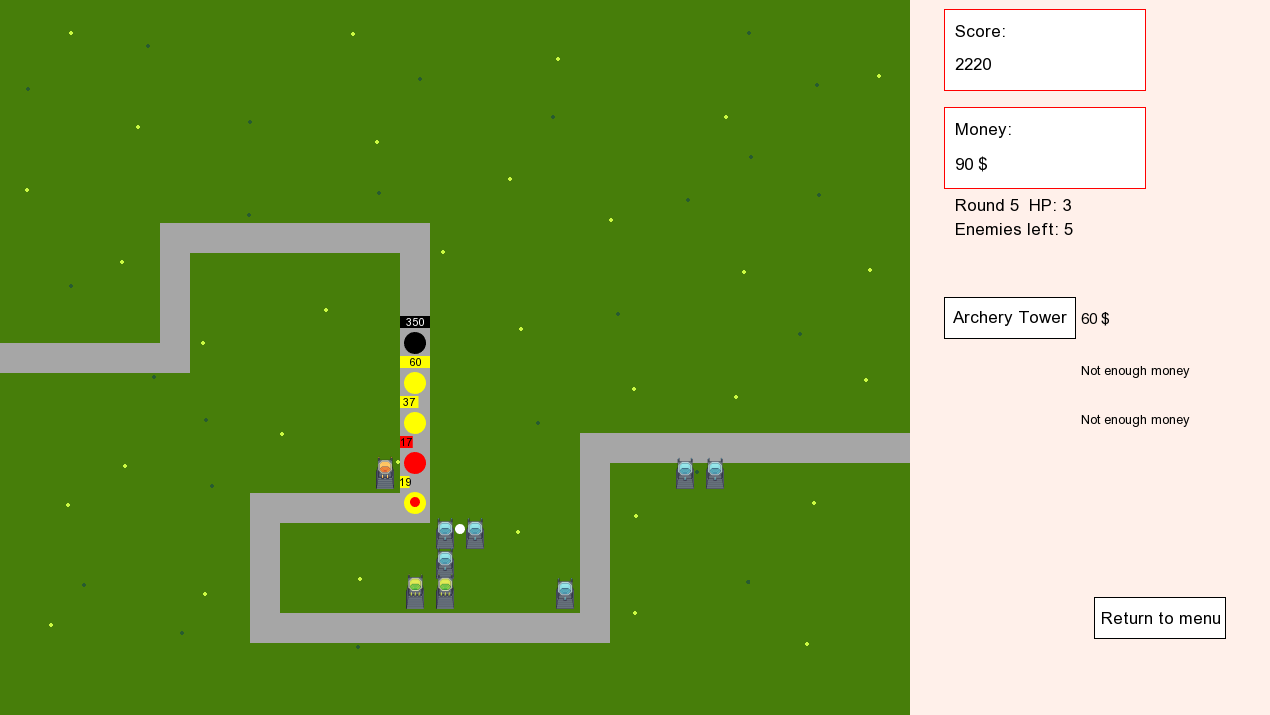 Score:
2220
Money:
90 $
Round 5  HP: 3
Enemies left: 5
350
60
37
17
19
Archery Tower
60 $
Not enough money
Not enough money
Return to menu